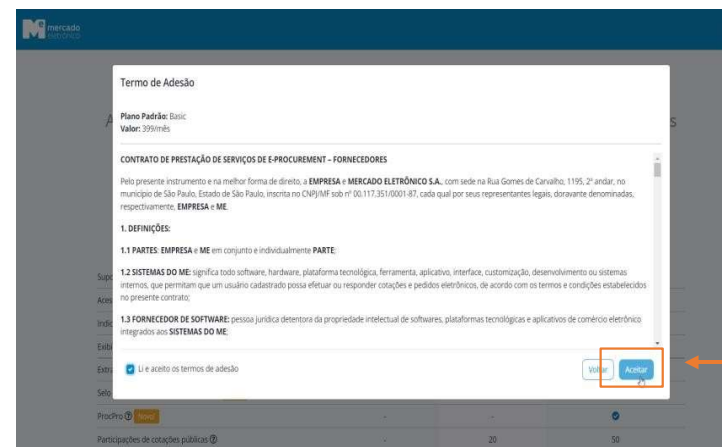 mercado
eletrônico
Termo de Adesão
Plano Padrão: Basic
Valor: 399/mês
CONTRATO DE PRESTAÇÃO DE SERVIÇOS DE E-PROCUREMENT – FORNECEDORES
Pelo presente instrumento e na melhor forma de direito, a EMPRESA e MERCADO ELETRÔNICO S.A., com sede na Rua Gomes de Carvalho, 1195, 2º andar, no
município de São Paulo, Estado de São Paulo, inscrita no CNPJ/MF sob nº 00.117.351/0001-87, cada qual por seus representantes legais, doravante denominadas,
respectivamente, EMPRESA e ME.
1. DEFINIÇÕES:
1.1 PARTES: EMPRESA e ME em conjunto e individualmente PARTE;
1.2 SISTEMAS DO ME: significa todo software, hardware, plataforma tecnológica, ferramenta, aplicativo, interface, customização, desenvolvimento ou sistemas
internos, que permitam que um usuário cadastrado possa efetuar ou responder cotações e pedidos eletrônicos, de acordo com os termos e condições estabelecidos
no presente contrato;
1.3 FORNECEDOR DE SOFTWARE: pessoa jurídica detentora da propriedade intelectual de softwares, plataformas tecnológicas e aplicativos de comércio eletrônico
integrados aos SISTEMAS DO ME;
Li e aceito os termos de adesão
Voltar Aceitar
Selo
ProcPro Novo! - -
Participações de cotações públicas - 20 50